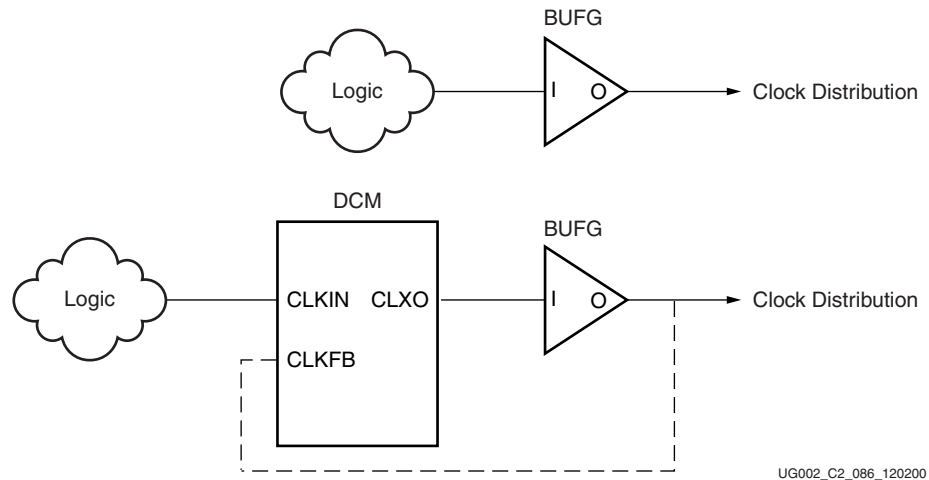 BUFG
Logic
I O
Clock Distribution
DCM
BUFG
Logic
CLKIN CLXO
I O
Clock Distribution
CLKFB
UG002_C2_086_120200